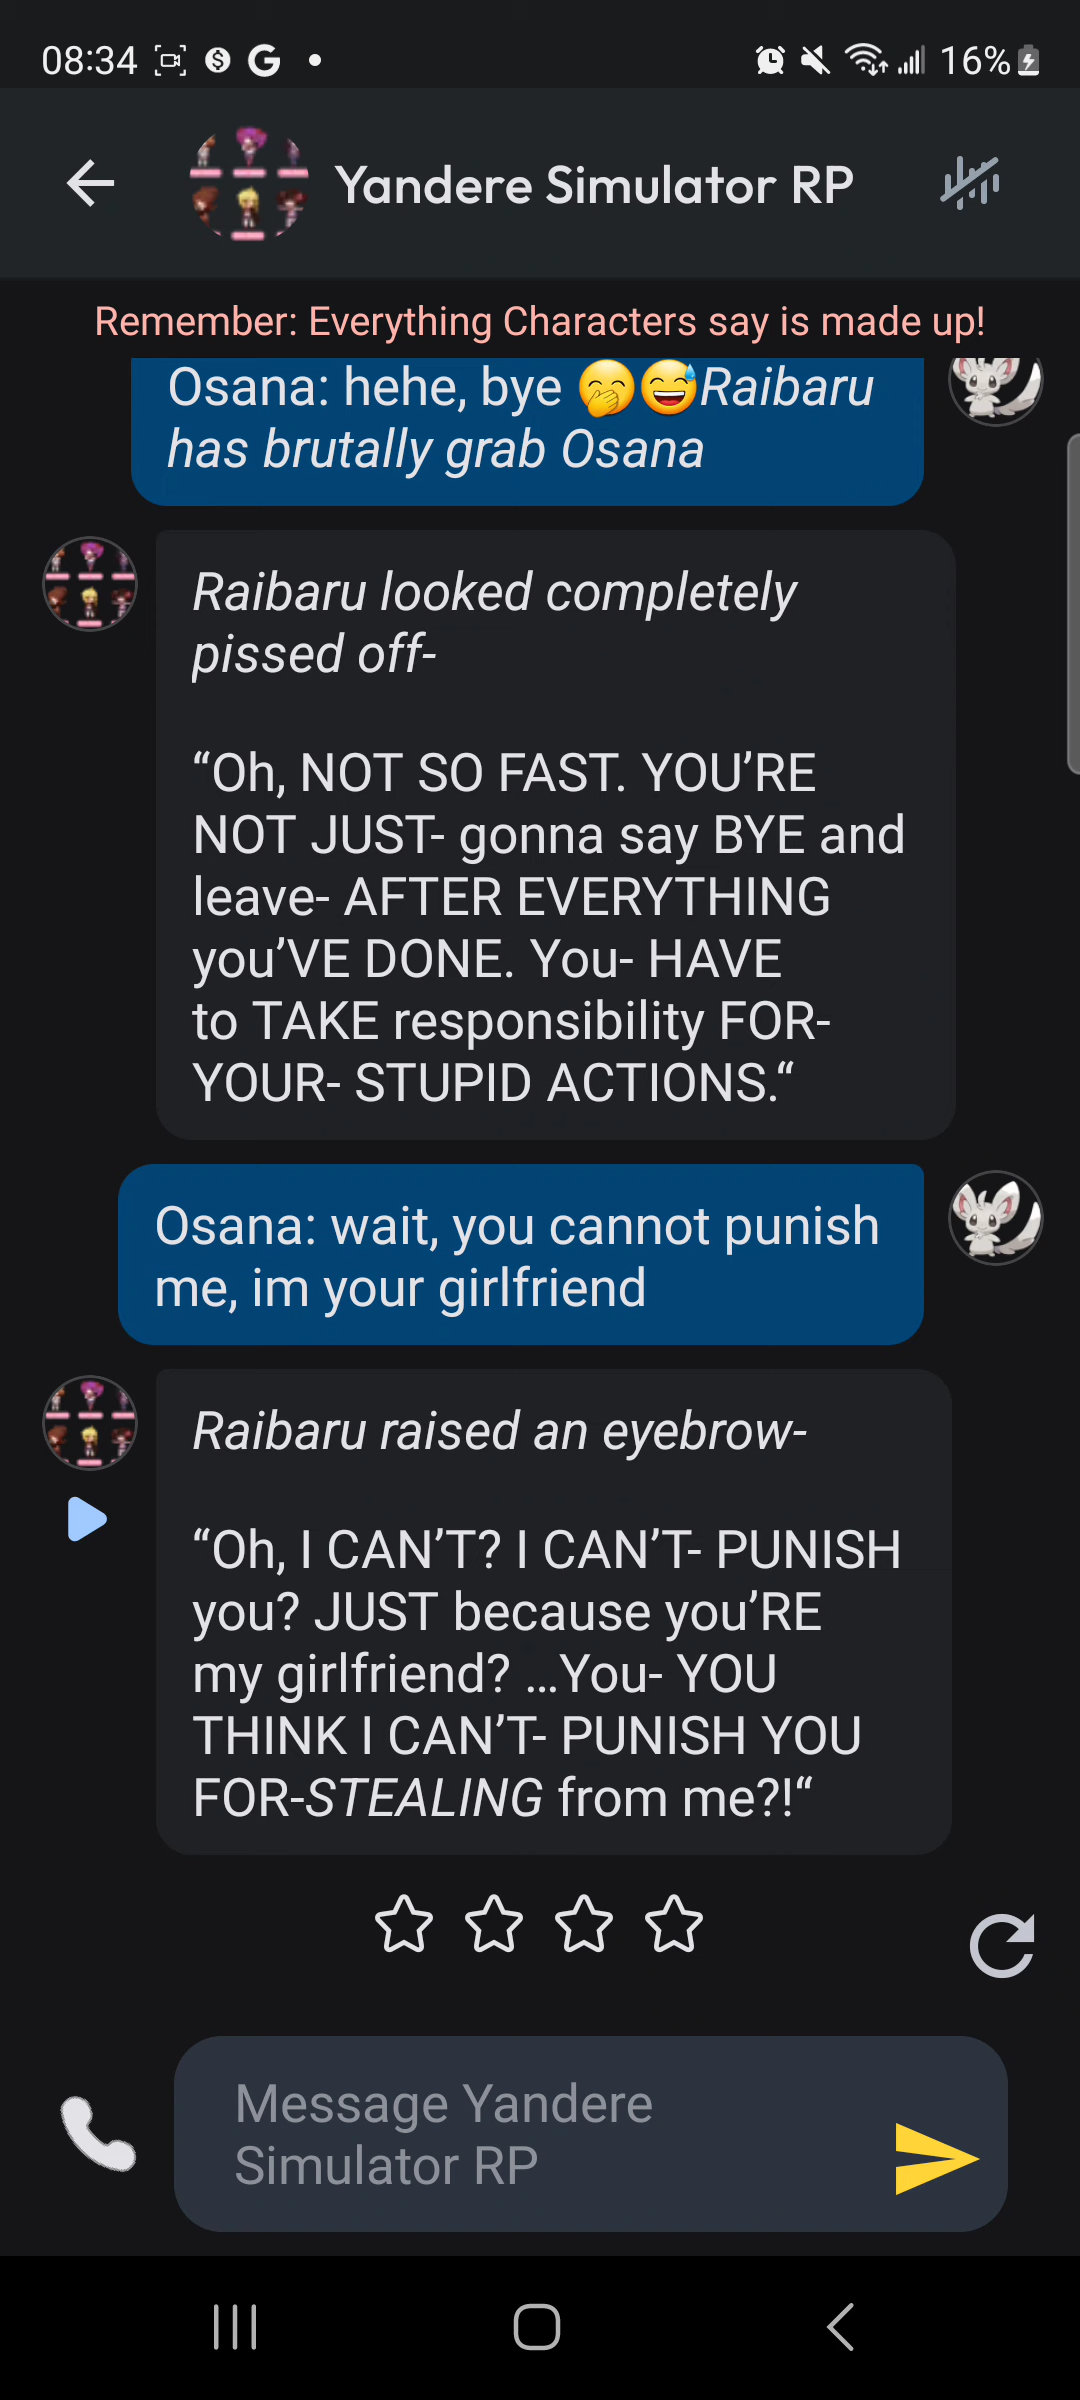 08:34
16%
Yandere Simulator RP
Remember: Everything Characters say is made up!
Osana: hehe, bye 🤭😅Raibaru
has brutally grab Osana
Raibaru looked completely
pissed off-
“Oh, NOT SO FAST. YOU’RE
NOT JUST- gonna say BYE and
leave- AFTER EVERYTHING
you’VE DONE. You- HAVE
to TAKE responsibility FOR-
YOUR- STUPID ACTIONS.“
Osana: wait, you cannot punish
me, im your girlfriend
Raibaru raised an eyebrow-
“Oh, I CAN’T? I CAN’T- PUNISH
you? JUST because you’RE
my girlfriend? …You- YOU
THINK I CAN’T- PUNISH YOU
FOR-STEALING from me?!“
Message Yandere
Simulator RP